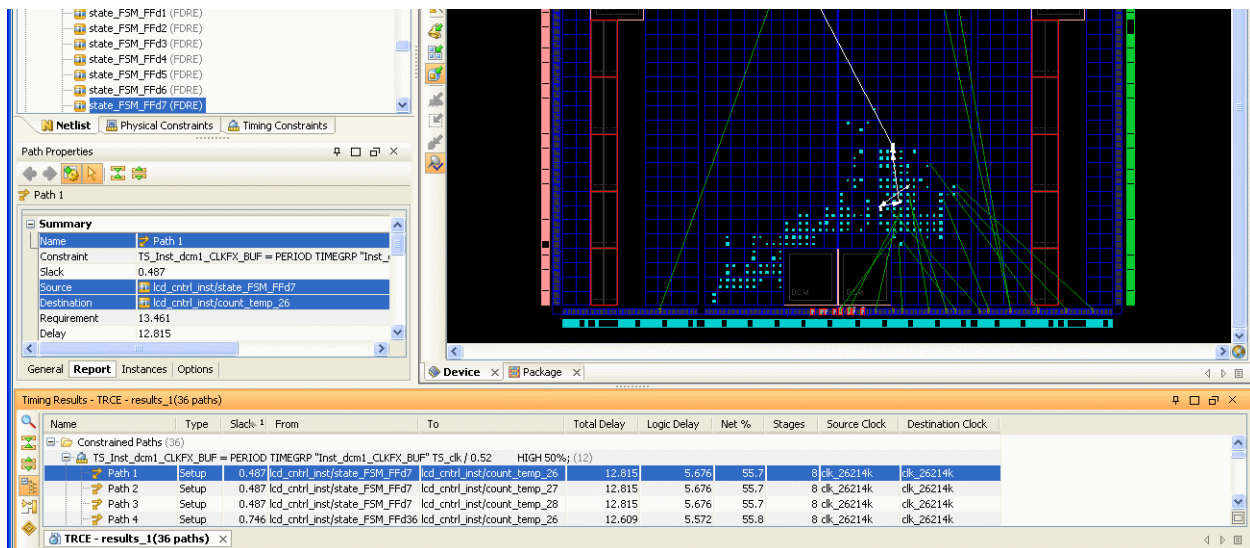 state_FSM_FFd1 (FDRE)
state_FSM_FFd2 (FDRE)
state_FSM_FFd3 (FDRE)
state_FSM_FFd4 (FDRE)
state_FSM_FFd5 (FDRE)
state_FSM_FFd6 (FDRE)
state_FSM_FFd7 (FDRE)
Netlist Physical Constraints Timing Constraints
Path Properties
Path 1
Summary
Name Path 1
Constraint TS_Inst_dcm1_CLKFX_BUF = PERIOD TIMEGRP "Inst_
Slack 0.487
Source lcd_cntrl_inst/state_FSM_FFd7
Destination lcd_cntrl_inst/count_temp_26
Requirement 13.461
Delay 12.815
General Report Instances Options
DCM DCM
Device Package
Timing Results - TRCE - results_1(36 paths)
Name Type Slack 1 From To Total Delay Logic Delay Net % Stages Source Clock Destination Clock
Constrained Paths (36)
TS_Inst_dcm1_CLKFX_BUF = PERIOD TIMEGRP "Inst_dcm1_CLKFX_BUF" TS_clk / 0.52 HIGH 50%; (12)
Path 1 Setup 0.487 lcd_cntrl_inst/state_FSM_FFd7 lcd_cntrl_inst/count_temp_26 12.815 5.676 55.7 8 clk_26214k clk_26214k
Path 2 Setup 0.487 lcd_cntrl_inst/state_FSM_FFd7 lcd_cntrl_inst/count_temp_27 12.815 5.676 55.7 8 clk_26214k clk_26214k
Path 3 Setup 0.487 lcd_cntrl_inst/state_FSM_FFd7 lcd_cntrl_inst/count_temp_28 12.815 5.676 55.7 8 clk_26214k clk_26214k
Path 4 Setup 0.746 lcd_cntrl_inst/state_FSM_FFd36 lcd_cntrl_inst/count_temp_26 12.609 5.572 55.8 8 clk_26214k clk_26214k
TRCE - results_1(36 paths)